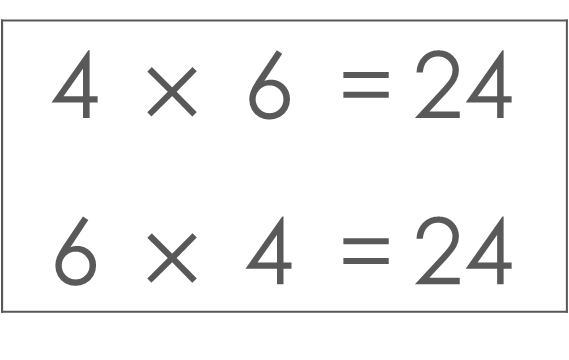 4 × 6 = 24
6 × 4 = 24